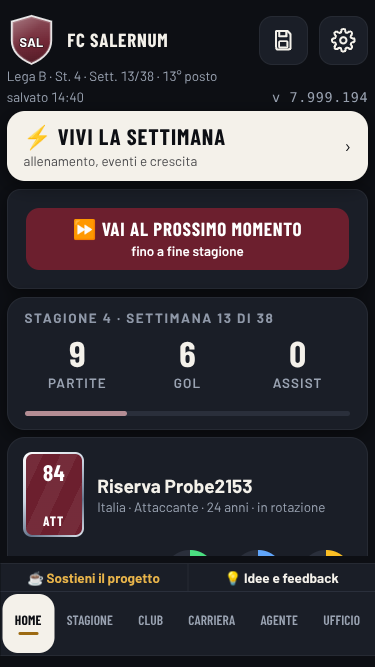 SAL
FC SALERNUM
Lega B · St. 4 · Sett. 13/38 · 13° posto
salvato 14:40
v 7.999.194
⚡ VIVI LA SETTIMANA
allenamento, eventi e crescita
›
⏩ VAI AL PROSSIMO MOMENTO
fino a fine stagione
STAGIONE 4 · SETTIMANA 13 DI 38
9 6 0
PARTITE GOL ASSIST
84
ATT
Riserva Probe2153
Italia · Attaccante · 24 anni · in rotazione
☕ Sostieni il progetto 💡 Idee e feedback
HOME STAGIONE CLUB CARRIERA AGENTE UFFICIO